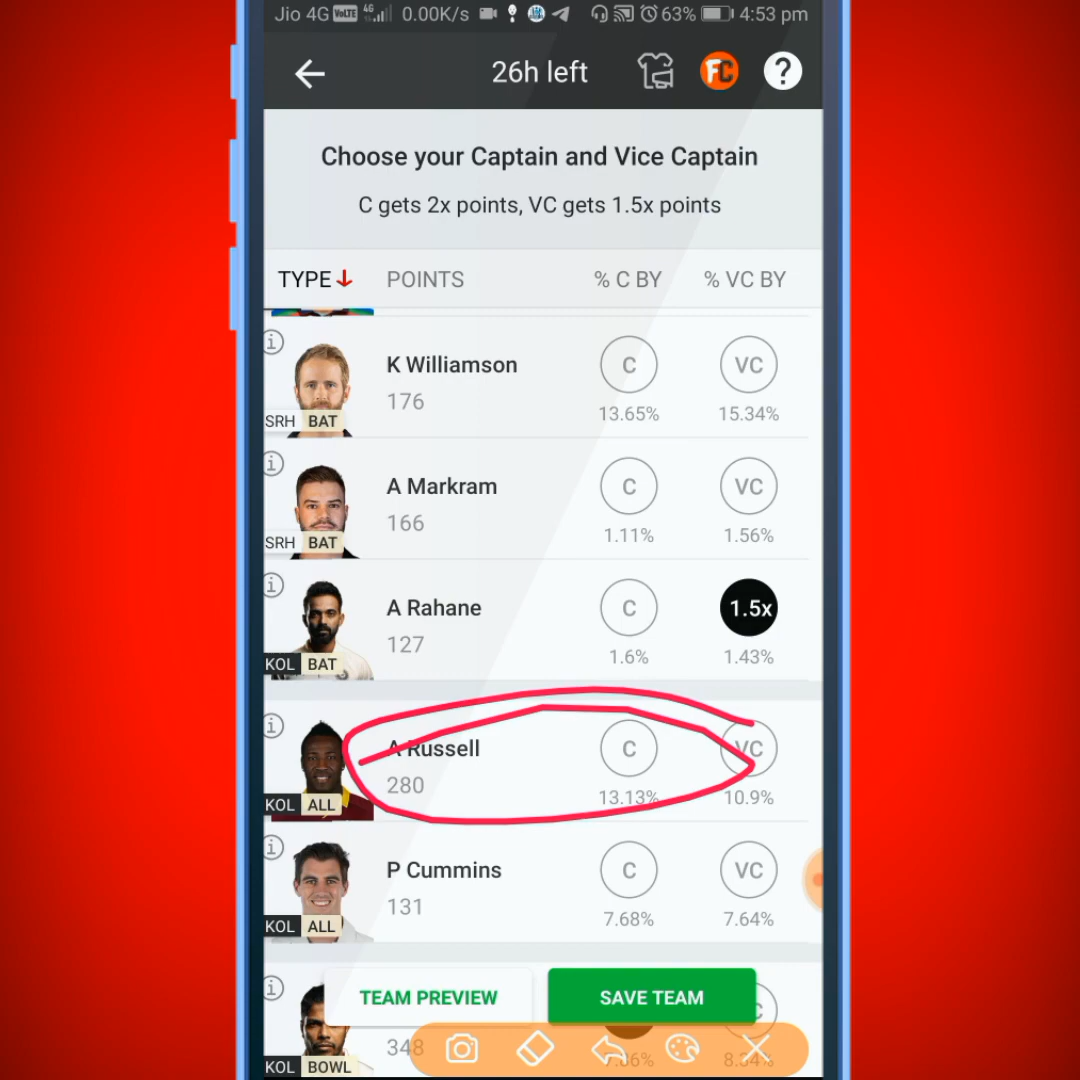 Jio 4G VoLTE 4G 0.00K/s 63% 4:53 pm
26h left FC ?
Choose your Captain and Vice Captain
C gets 2x points, VC gets 1.5x points
TYPE POINTS % C BY % VC BY
K Williamson C VC
176 13.65% 15.34%
SRH BAT
A Markram C VC
166 1.11% 1.56%
SRH BAT
A Rahane C 1.5x
127 1.6% 1.43%
KOL BAT
A Russell C VC
280 13.13% 10.9%
KOL ALL
P Cummins C VC
131 7.68% 7.64%
KOL ALL
TEAM PREVIEW SAVE TEAM
348 8.34%
KOL BOWL